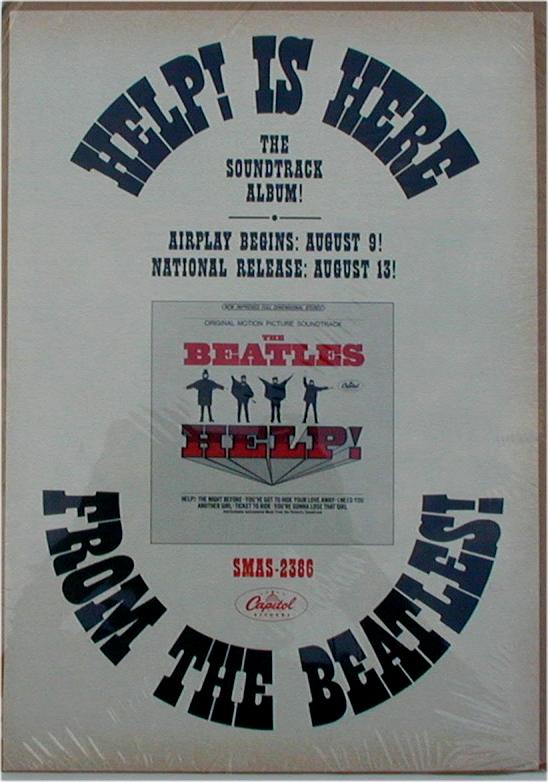 HELP! IS HERE
THE
SOUNDTRACK
ALBUM!
AIRPLAY BEGINS: AUGUST 9!
NATIONAL RELEASE: AUGUST 13!
NEW IMPROVED FULL DIMENSIONAL STEREO
ORIGINAL MOTION PICTURE SOUNDTRACK
THE
BEATLES
Capitol
HELP!
HELP! · THE NIGHT BEFORE · YOU'VE GOT TO HIDE YOUR LOVE AWAY · I NEED YOU
ANOTHER GIRL · TICKET TO RIDE · YOU'RE GONNA LOSE THAT GIRL
SMAS-2386
Capitol
RECORDS
FROM THE BEATLES!